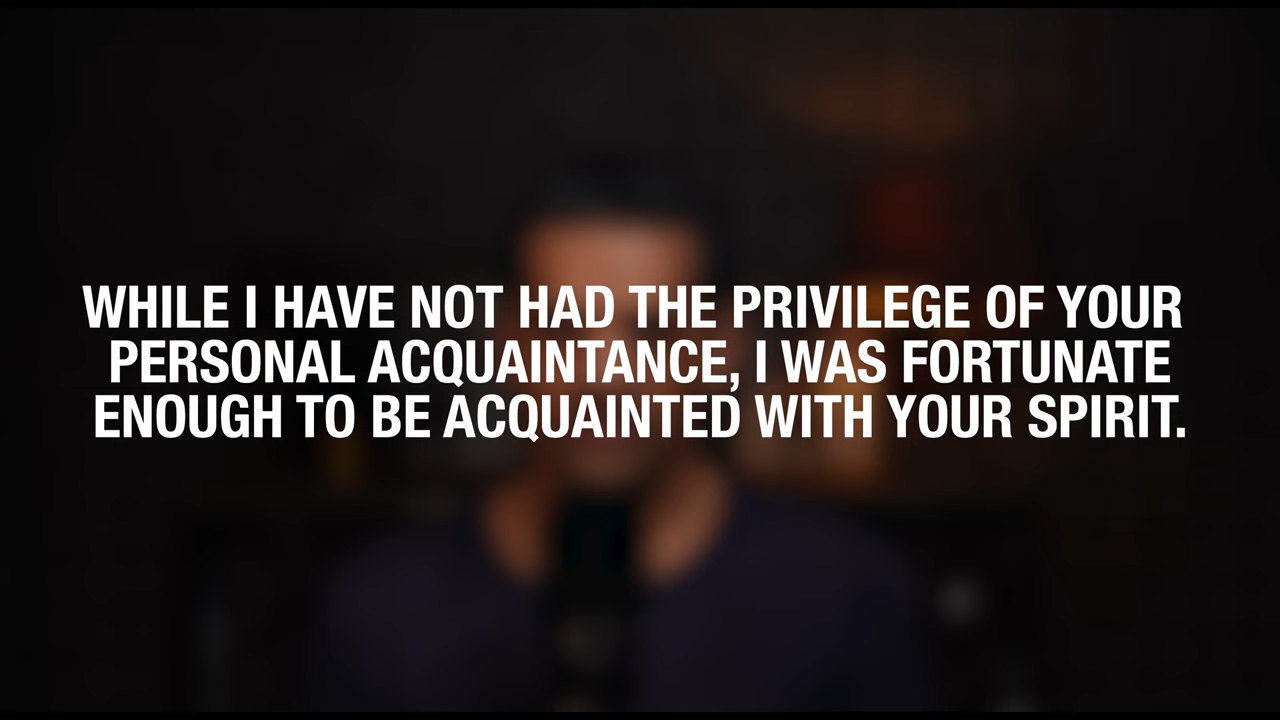 WHILE I HAVE NOT HAD THE PRIVILEGE OF YOUR
PERSONAL ACQUAINTANCE, I WAS FORTUNATE
ENOUGH TO BE ACQUAINTED WITH YOUR SPIRIT.